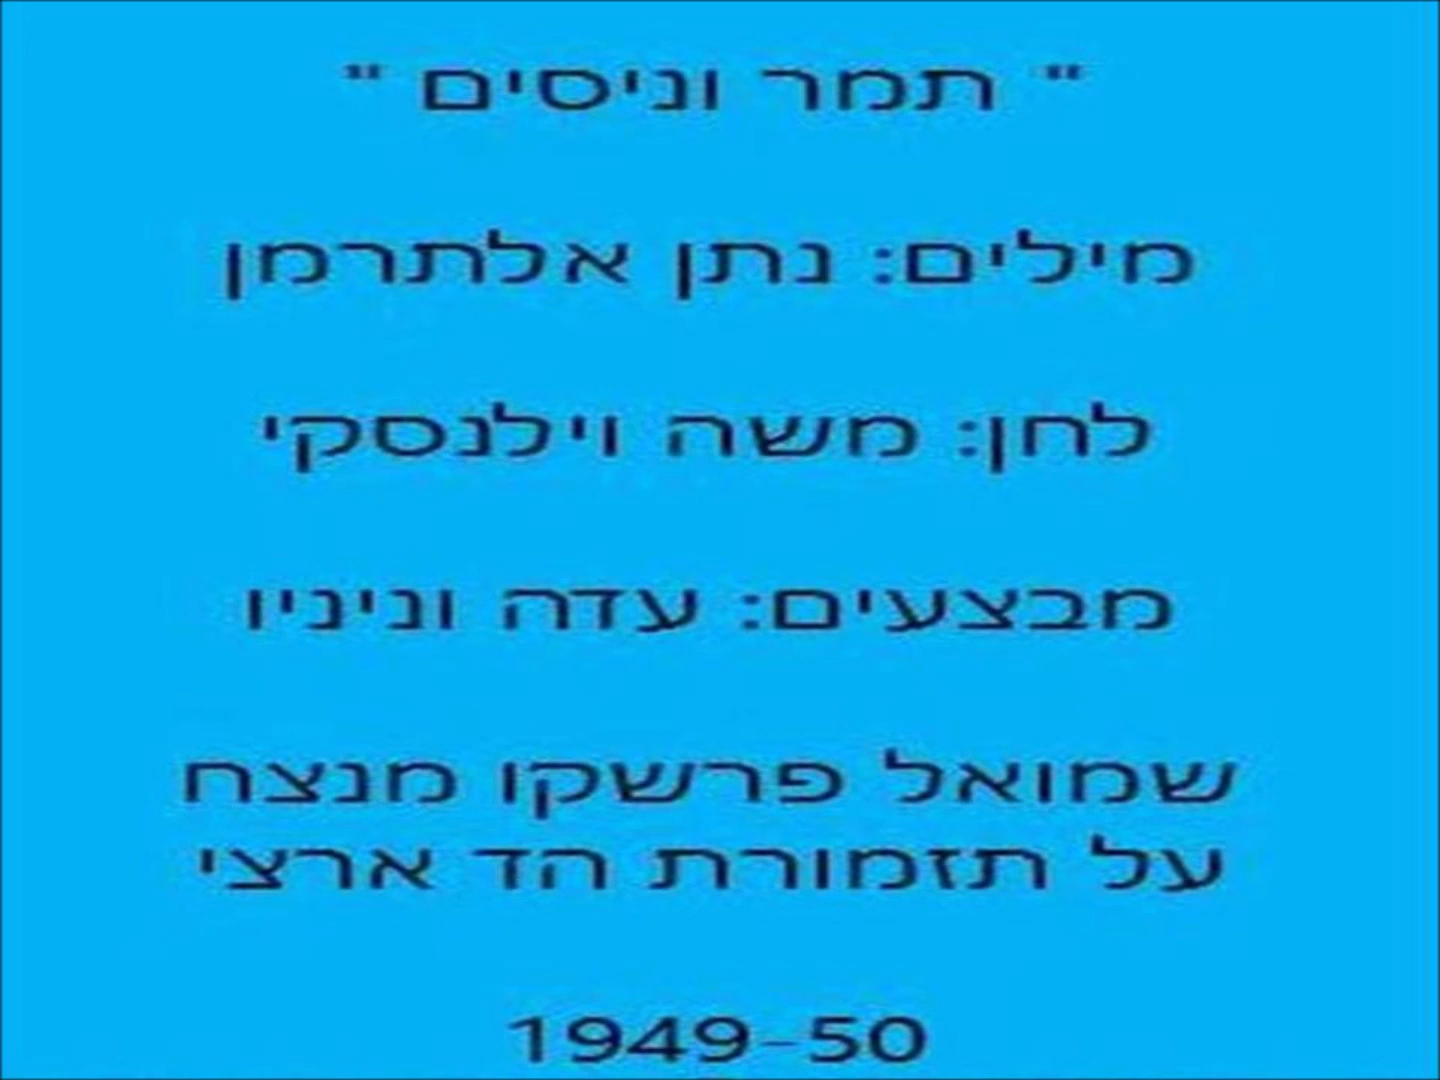 " תמר וניסים "
מילים: נתן אלתרמן
לחן: משה וילנסקי
מבצעים: עדה וניניו
שמואל פרשקו מנצח
על תזמורת הד ארצי
1949-50